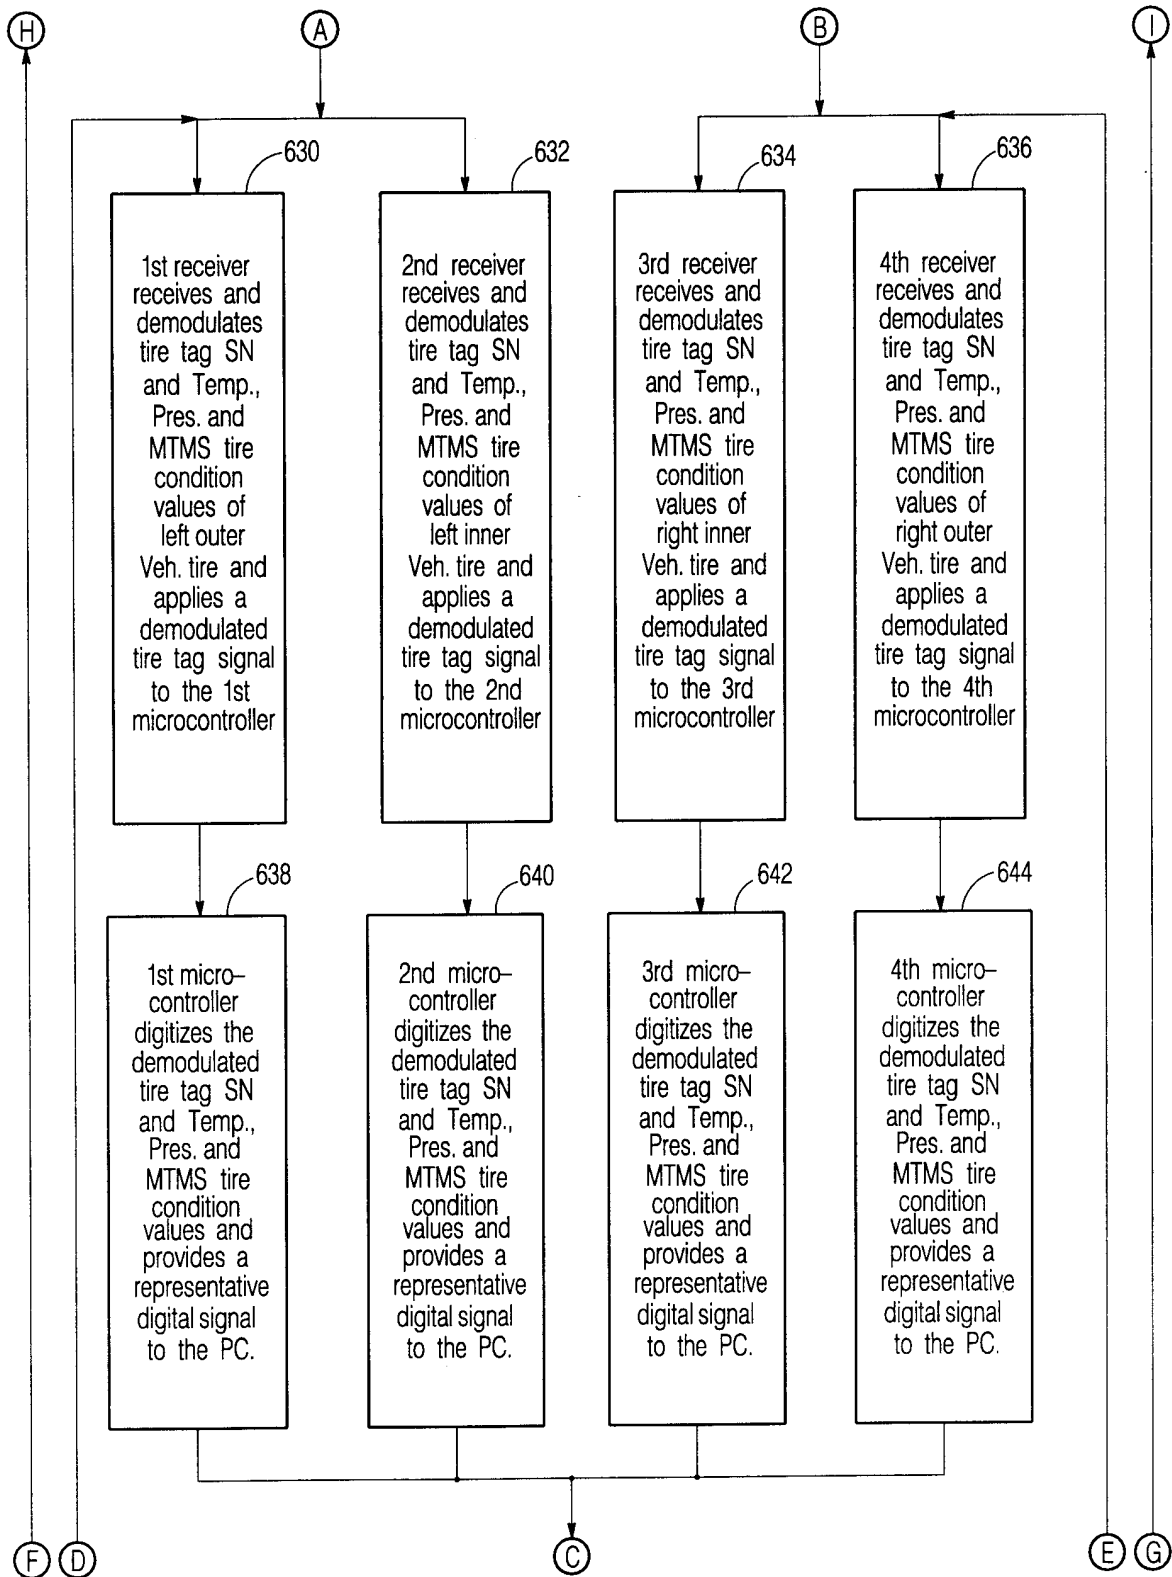 H
A
B
I
630
632
634
636
1st receiver
receives and
demodulates
tire tag SN
and Temp.,
Pres. and
MTMS tire
condition
values of
left outer
Veh. tire and
applies a
demodulated
tire tag signal
to the 1st
microcontroller
2nd receiver
receives and
demodulates
tire tag SN
and Temp.,
Pres. and
MTMS tire
condition
values of
left inner
Veh. tire and
applies a
demodulated
tire tag signal
to the 2nd
microcontroller
3rd receiver
receives and
demodulates
tire tag SN
and Temp.,
Pres. and
MTMS tire
condition
values of
right inner
Veh. tire and
applies a
demodulated
tire tag signal
to the 3rd
microcontroller
4th receiver
receives and
demodulates
tire tag SN
and Temp.,
Pres. and
MTMS tire
condition
values of
right outer
Veh. tire and
applies a
demodulated
tire tag signal
to the 4th
microcontroller
638
640
642
644
1st micro–
controller
digitizes the
demodulated
tire tag SN
and Temp.,
Pres. and
MTMS tire
condition
values and
provides a
representative
digital signal
to the PC.
2nd micro–
controller
digitizes the
demodulated
tire tag SN
and Temp.,
Pres. and
MTMS tire
condition
values and
provides a
representative
digital signal
to the PC.
3rd micro–
controller
digitizes the
demodulated
tire tag SN
and Temp.,
Pres. and
MTMS tire
condition
values and
provides a
representative
digital signal
to the PC.
4th micro–
controller
digitizes the
demodulated
tire tag SN
and Temp.,
Pres. and
MTMS tire
condition
values and
provides a
representative
digital signal
to the PC.
F
D
C
E
G